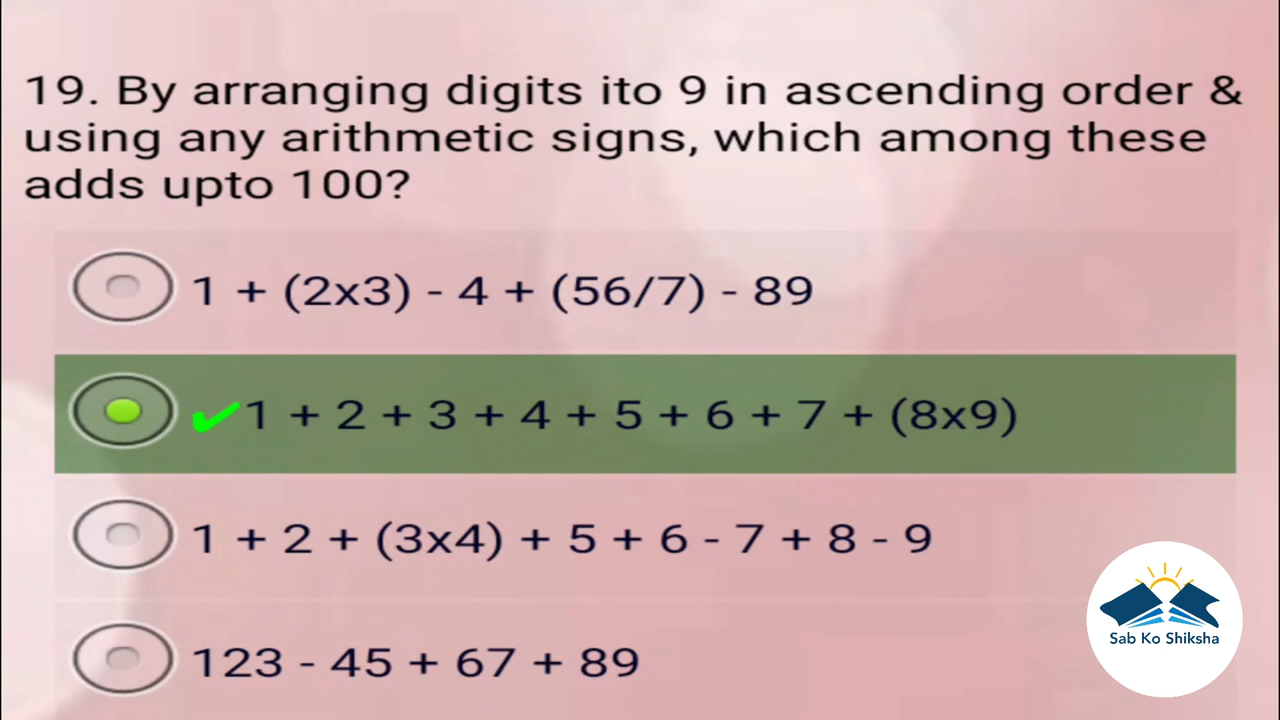 19. By arranging digits ito 9 in ascending order &
using any arithmetic signs, which among these
adds upto 100?
1 + (2x3) - 4 + (56/7) - 89
✔1 + 2 + 3 + 4 + 5 + 6 + 7 + (8x9)
1 + 2 + (3x4) + 5 + 6 - 7 + 8 - 9
123 - 45 + 67 + 89
Sab Ko Shiksha